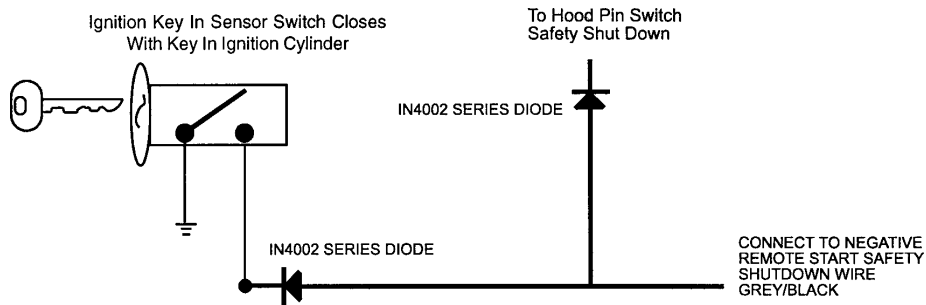 Ignition Key In Sensor Switch Closes
With Key In Ignition Cylinder
To Hood Pin Switch
Safety Shut Down
IN4002 SERIES DIODE
IN4002 SERIES DIODE
CONNECT TO NEGATIVE
REMOTE START SAFETY
SHUTDOWN WIRE
GREY/BLACK